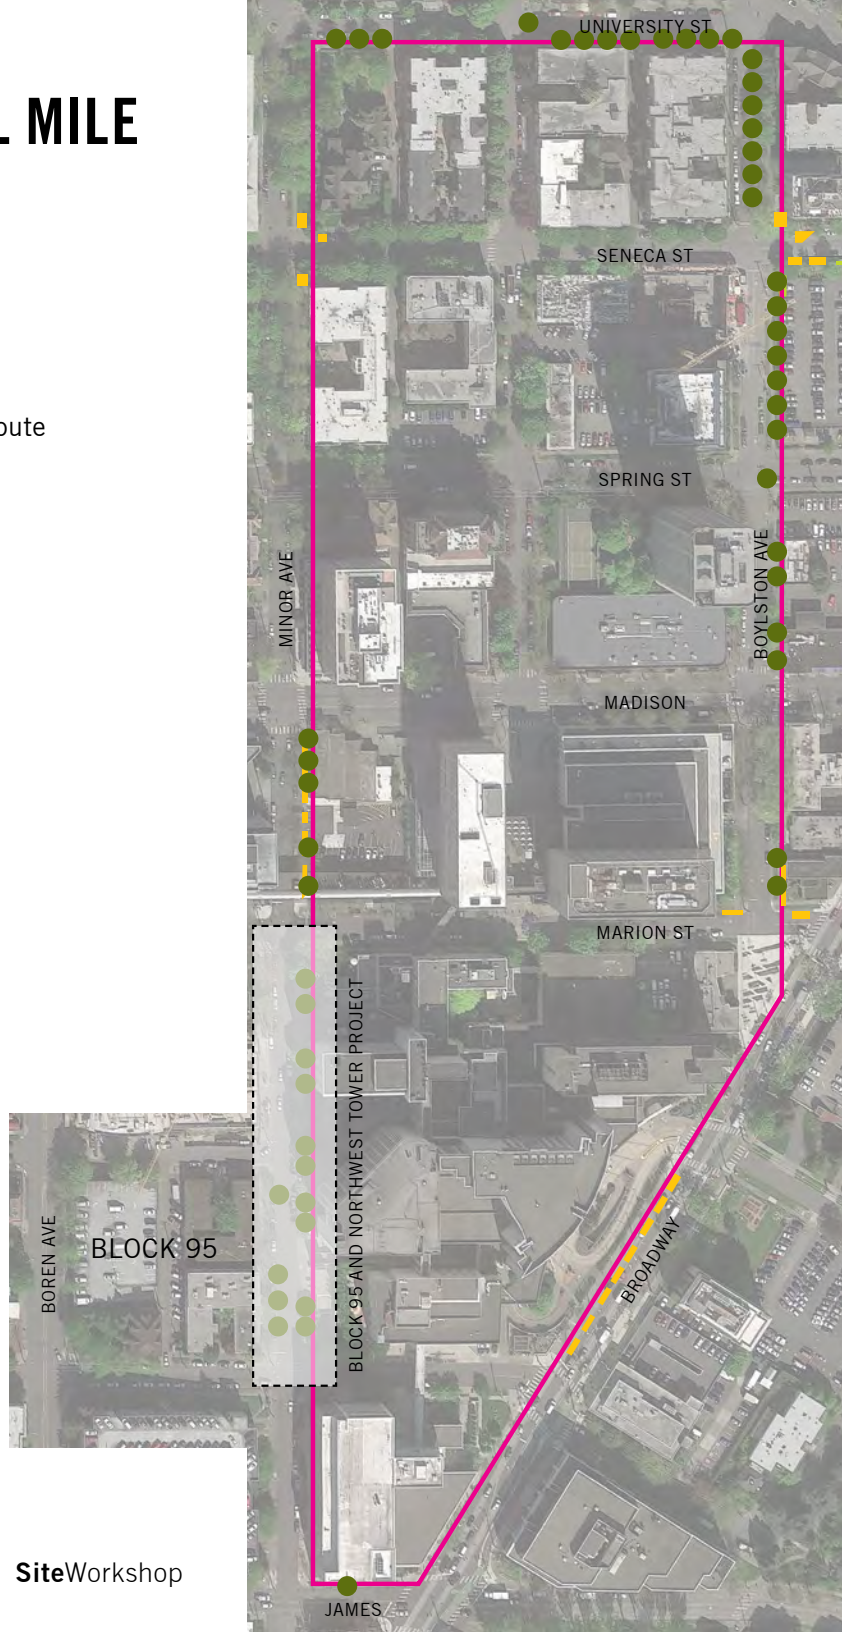 MILE
UNIVERSITY ST
SENECA ST
SPRING ST
MINOR AVE
BOYLSTON AVE
MADISON
MARION ST
BLOCK 95 AND NORTHWEST TOWER PROJECT
BLOCK 95
BOREN AVE
BROADWAY
SiteWorkshop
JAMES